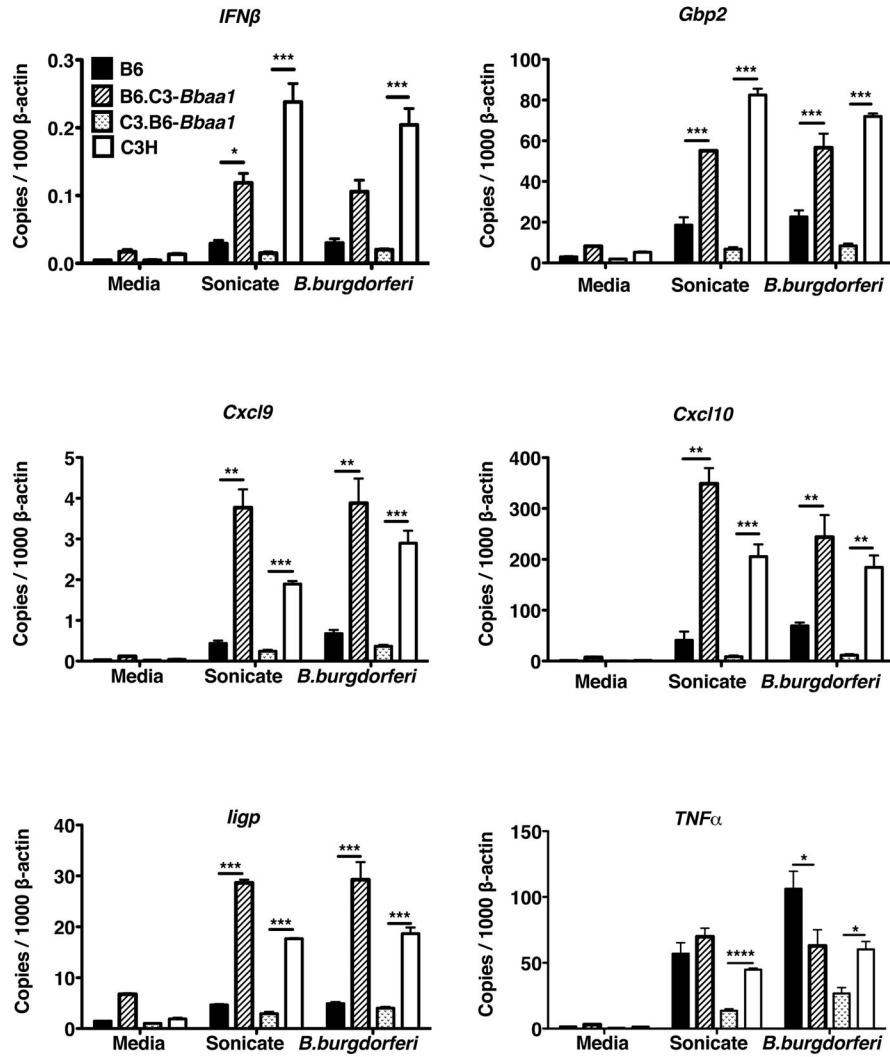 IFNβ
Copies / 1000 β-actin
0.3
0.2
0.1
0.0
B6
B6.C3-Bbaa1
C3.B6-Bbaa1
C3H
*
***
***
Media Sonicate B.burgdorferi
Gbp2
Copies / 1000 β-actin
100
80
60
40
20
0
***
***
***
***
Media Sonicate B.burgdorferi
Cxcl9
Copies / 1000 β-actin
5
4
3
2
1
0
**
***
**
***
Media Sonicate B.burgdorferi
Cxcl10
Copies / 1000 β-actin
400
300
200
100
0
**
***
**
**
Media Sonicate B.burgdorferi
Iigp
Copies / 1000 β-actin
40
30
20
10
0
***
***
***
***
Media Sonicate B.burgdorferi
TNFα
Copies / 1000 β-actin
150
100
50
0
****
*
*
Media Sonicate B.burgdorferi